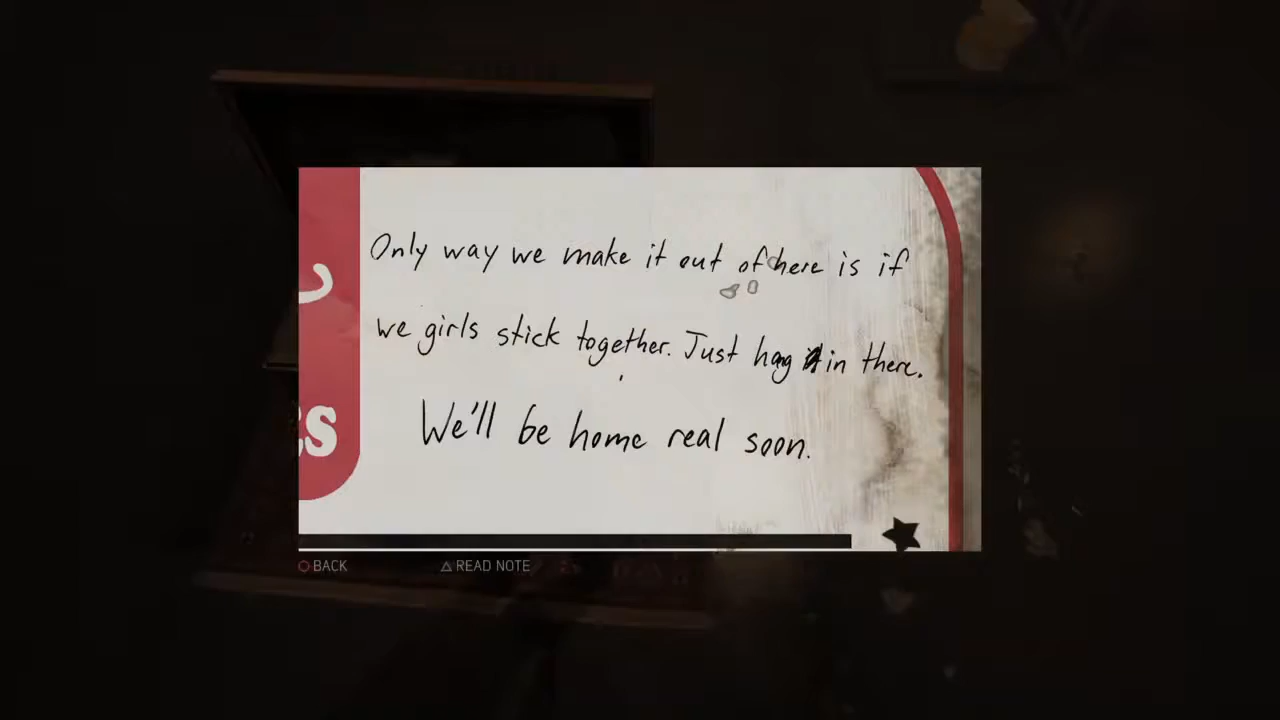 Only way we make it out of here is if
we girls stick together. Just hang in there.
We'll be home real soon.
s
BACK
READ NOTE